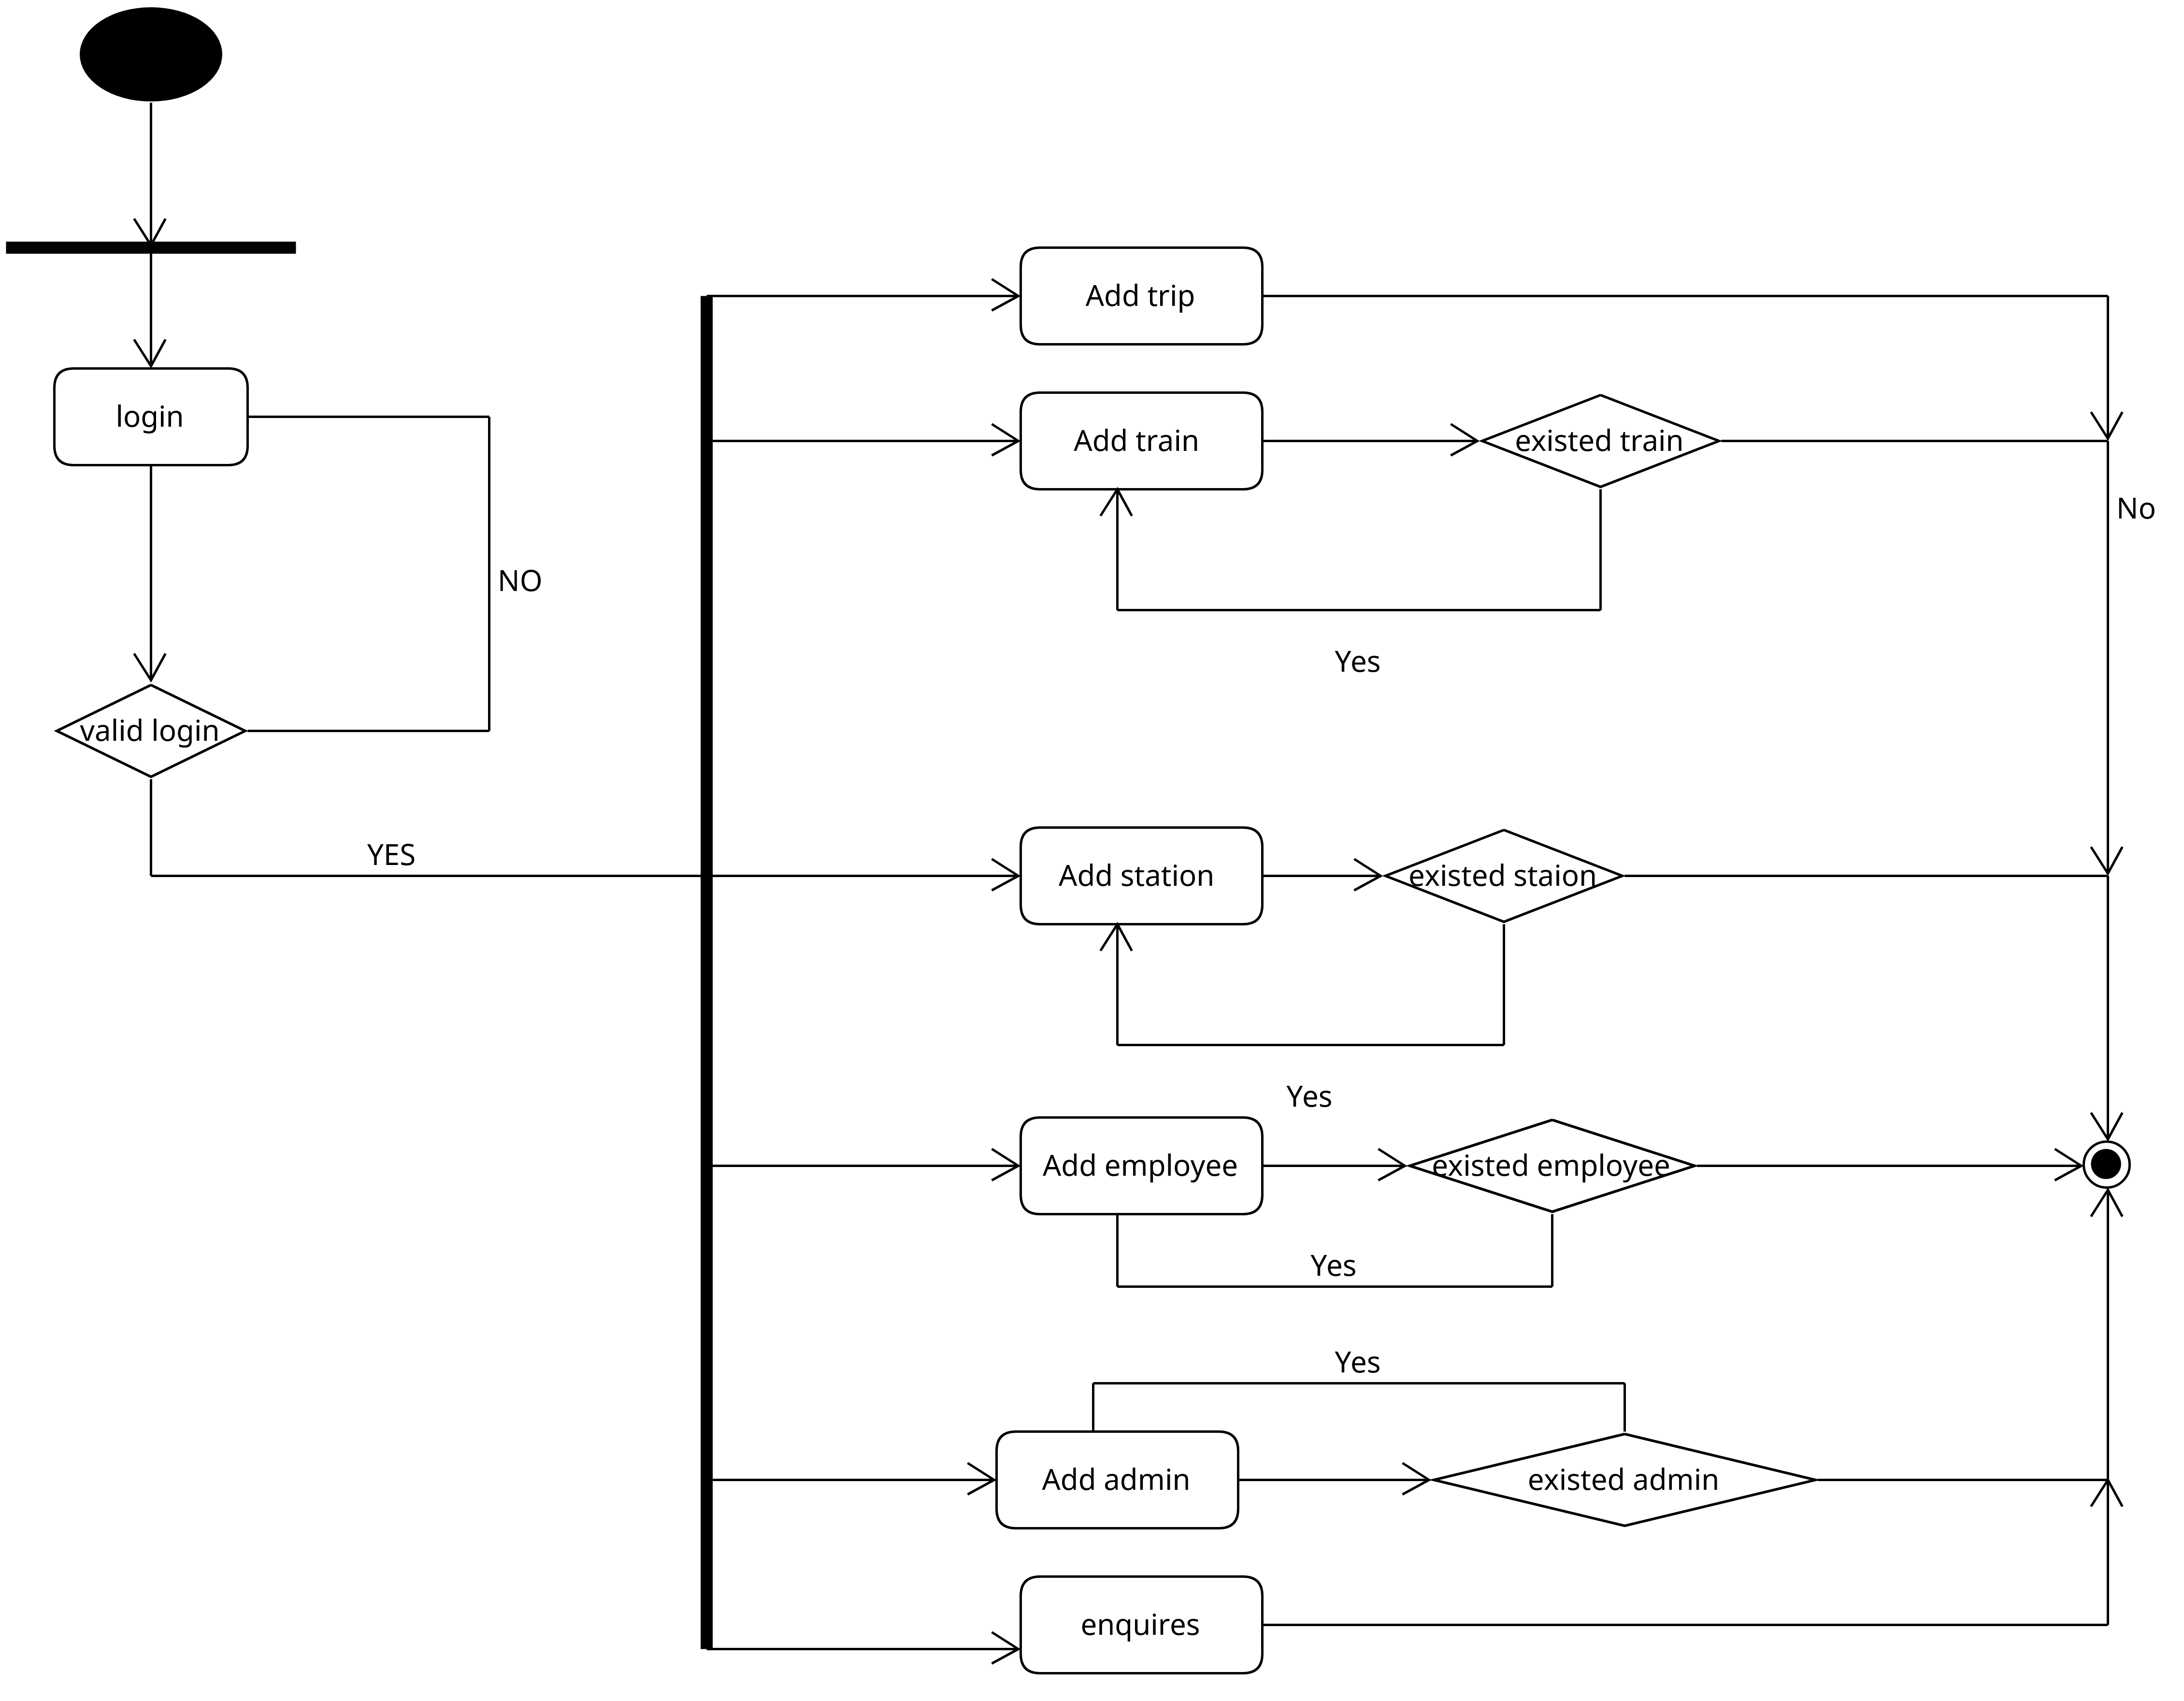 Add trip
login
Add train
existed train
No
NO
Yes
valid login
YES
Add station
existed staion
Yes
Add employee
existed employee
Yes
Yes
Add admin
existed admin
enquires